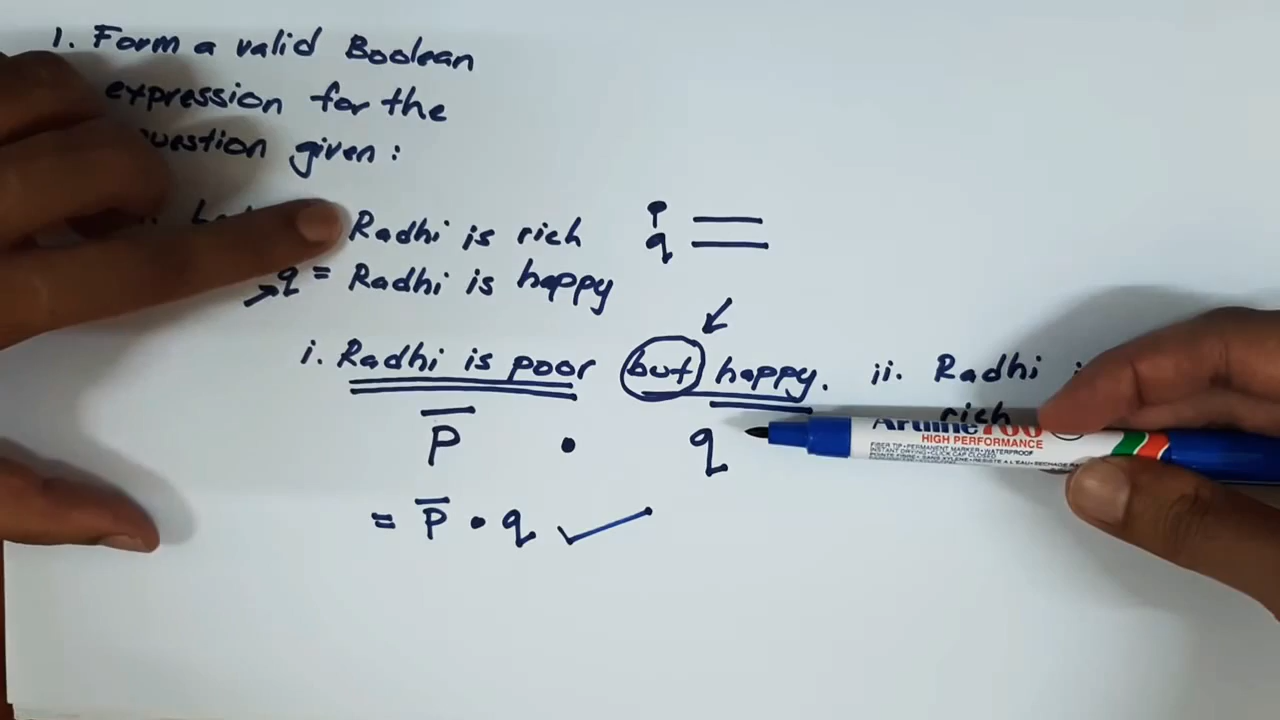 1. Form a valid Boolean
expression for the
uestion given:
Radhi is rich
P
q = Radhi is happy
q
i. Radhi is poor but happy.
ii. Radhi
rich
P̅ • q
= P̅ • q ✓
Artline 700
HIGH PERFORMANCE